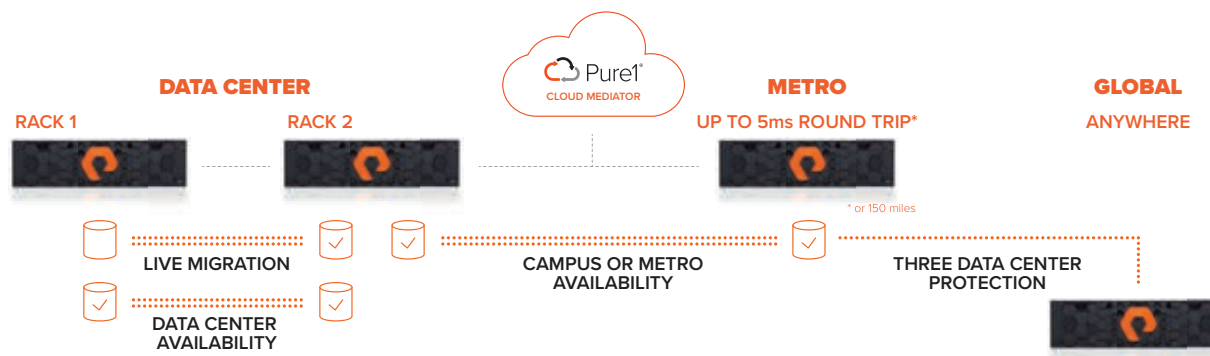 Pure1®
CLOUD MEDIATOR
DATA CENTER
METRO
GLOBAL
RACK 1
RACK 2
UP TO 5ms ROUND TRIP*
ANYWHERE
* or 150 miles
LIVE MIGRATION
CAMPUS OR METRO
AVAILABILITY
THREE DATA CENTER
PROTECTION
DATA CENTER
AVAILABILITY